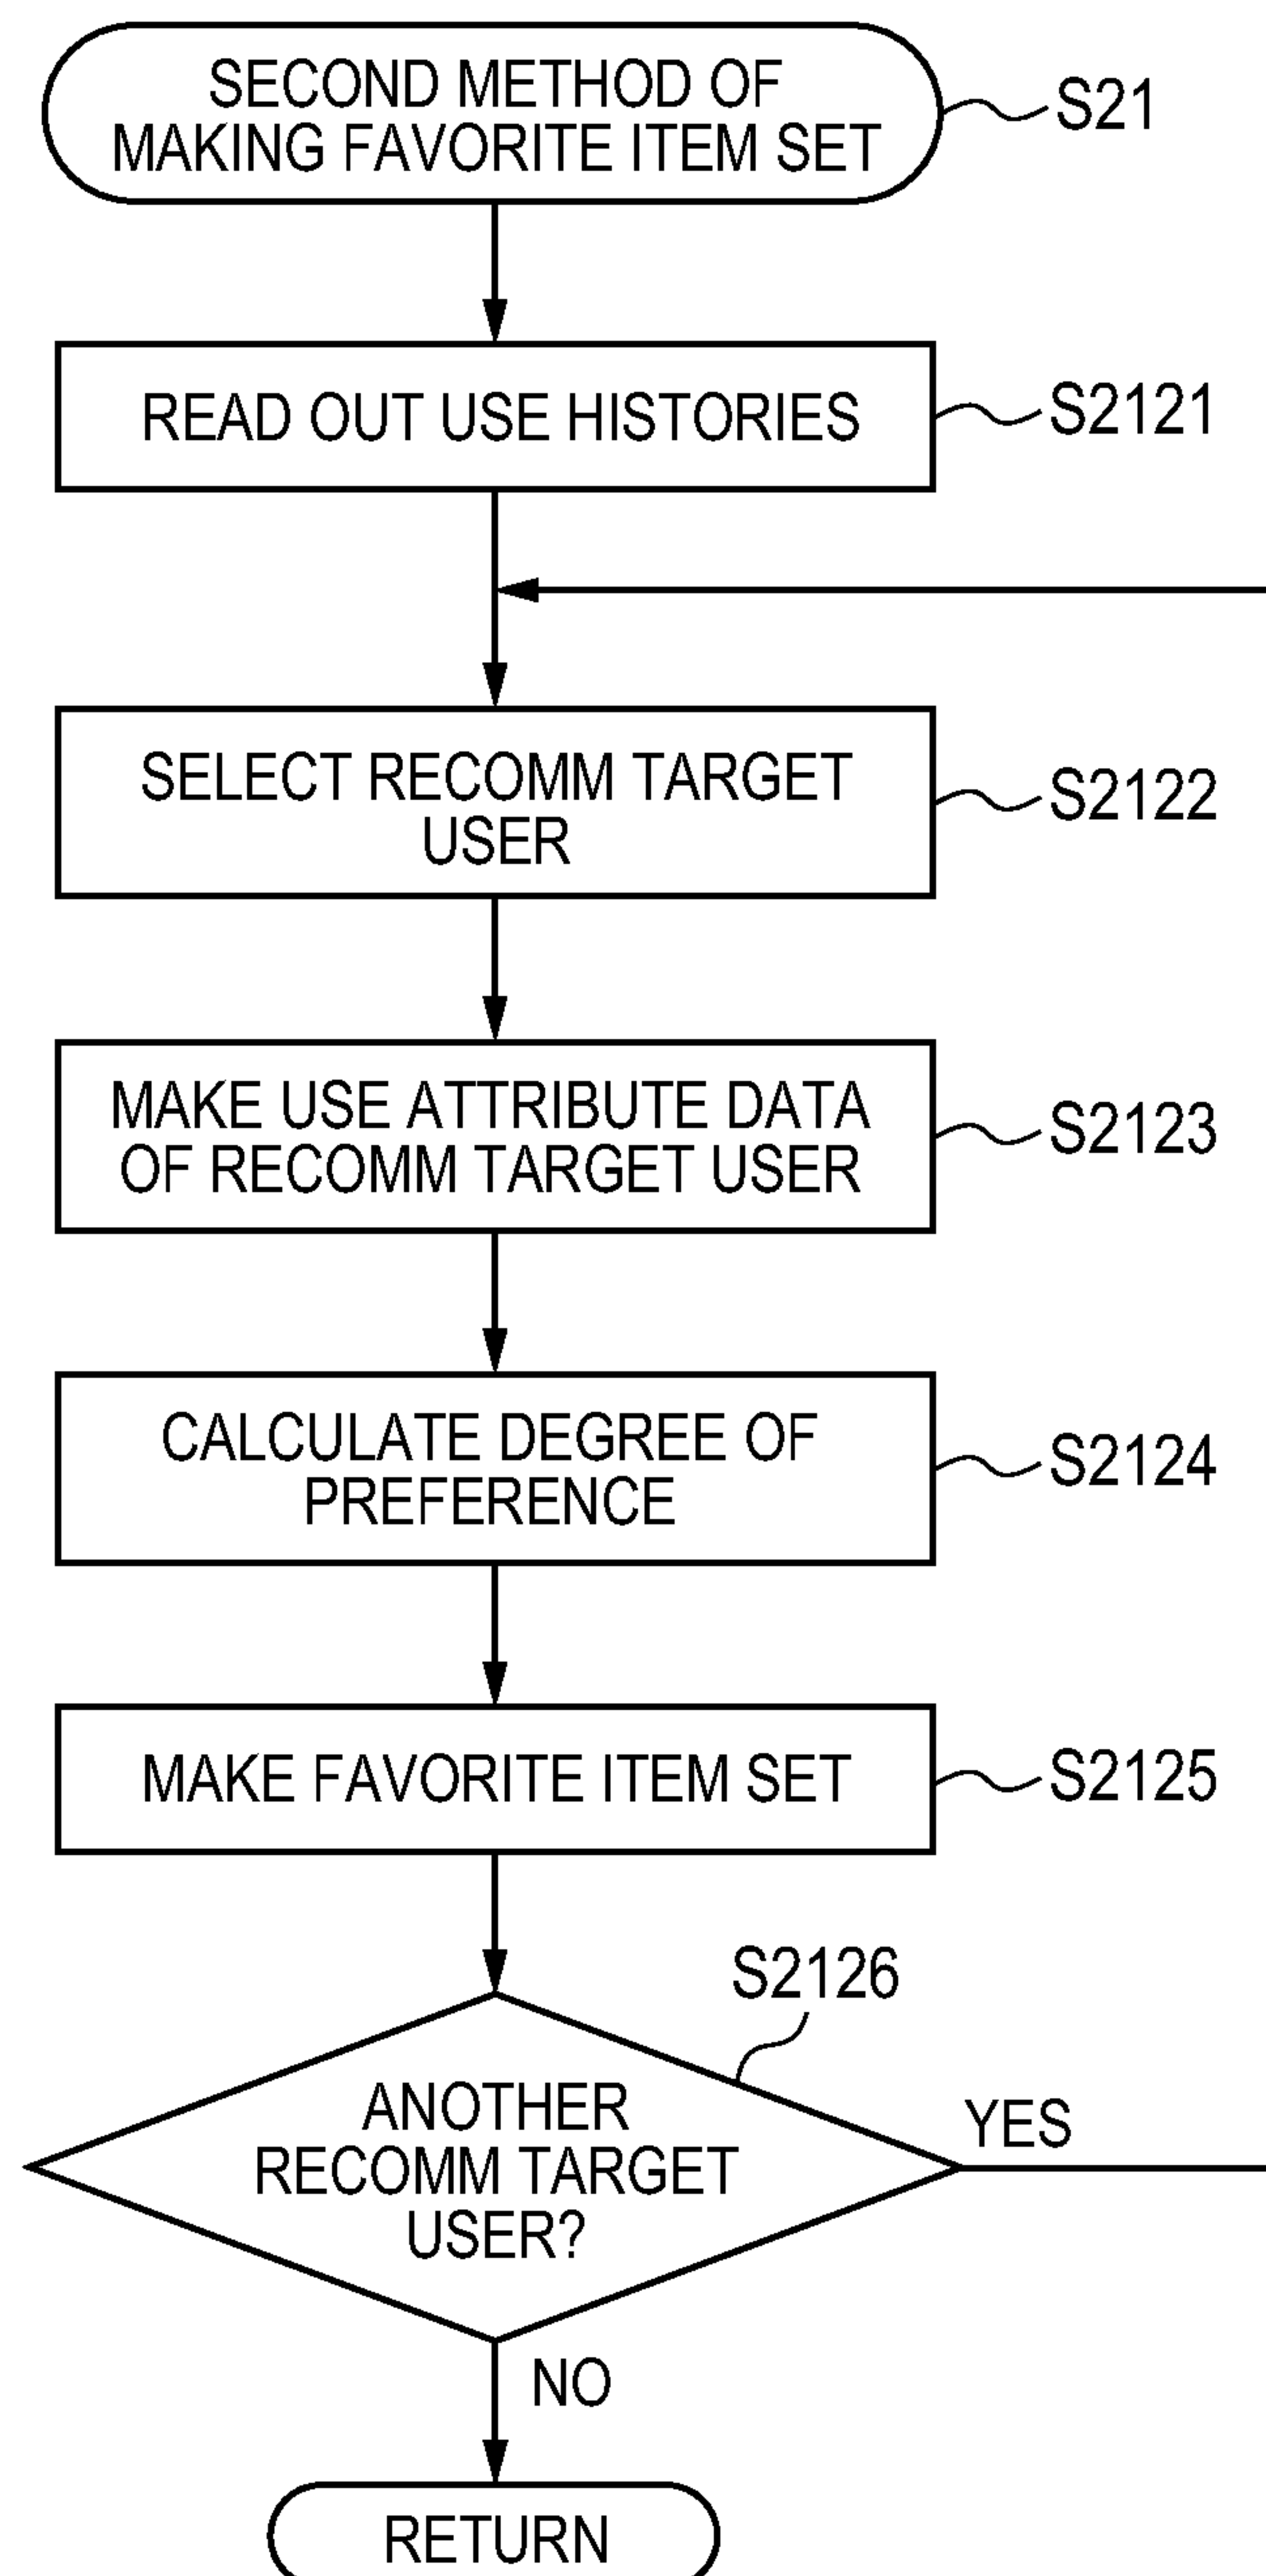 SECOND METHOD OF
MAKING FAVORITE ITEM SET
S21
READ OUT USE HISTORIES
S2121
SELECT RECOMM TARGET
USER
S2122
MAKE USE ATTRIBUTE DATA
OF RECOMM TARGET USER
S2123
CALCULATE DEGREE OF
PREFERENCE
S2124
MAKE FAVORITE ITEM SET
S2125
S2126
ANOTHER
RECOMM TARGET
USER?
YES
NO
RETURN